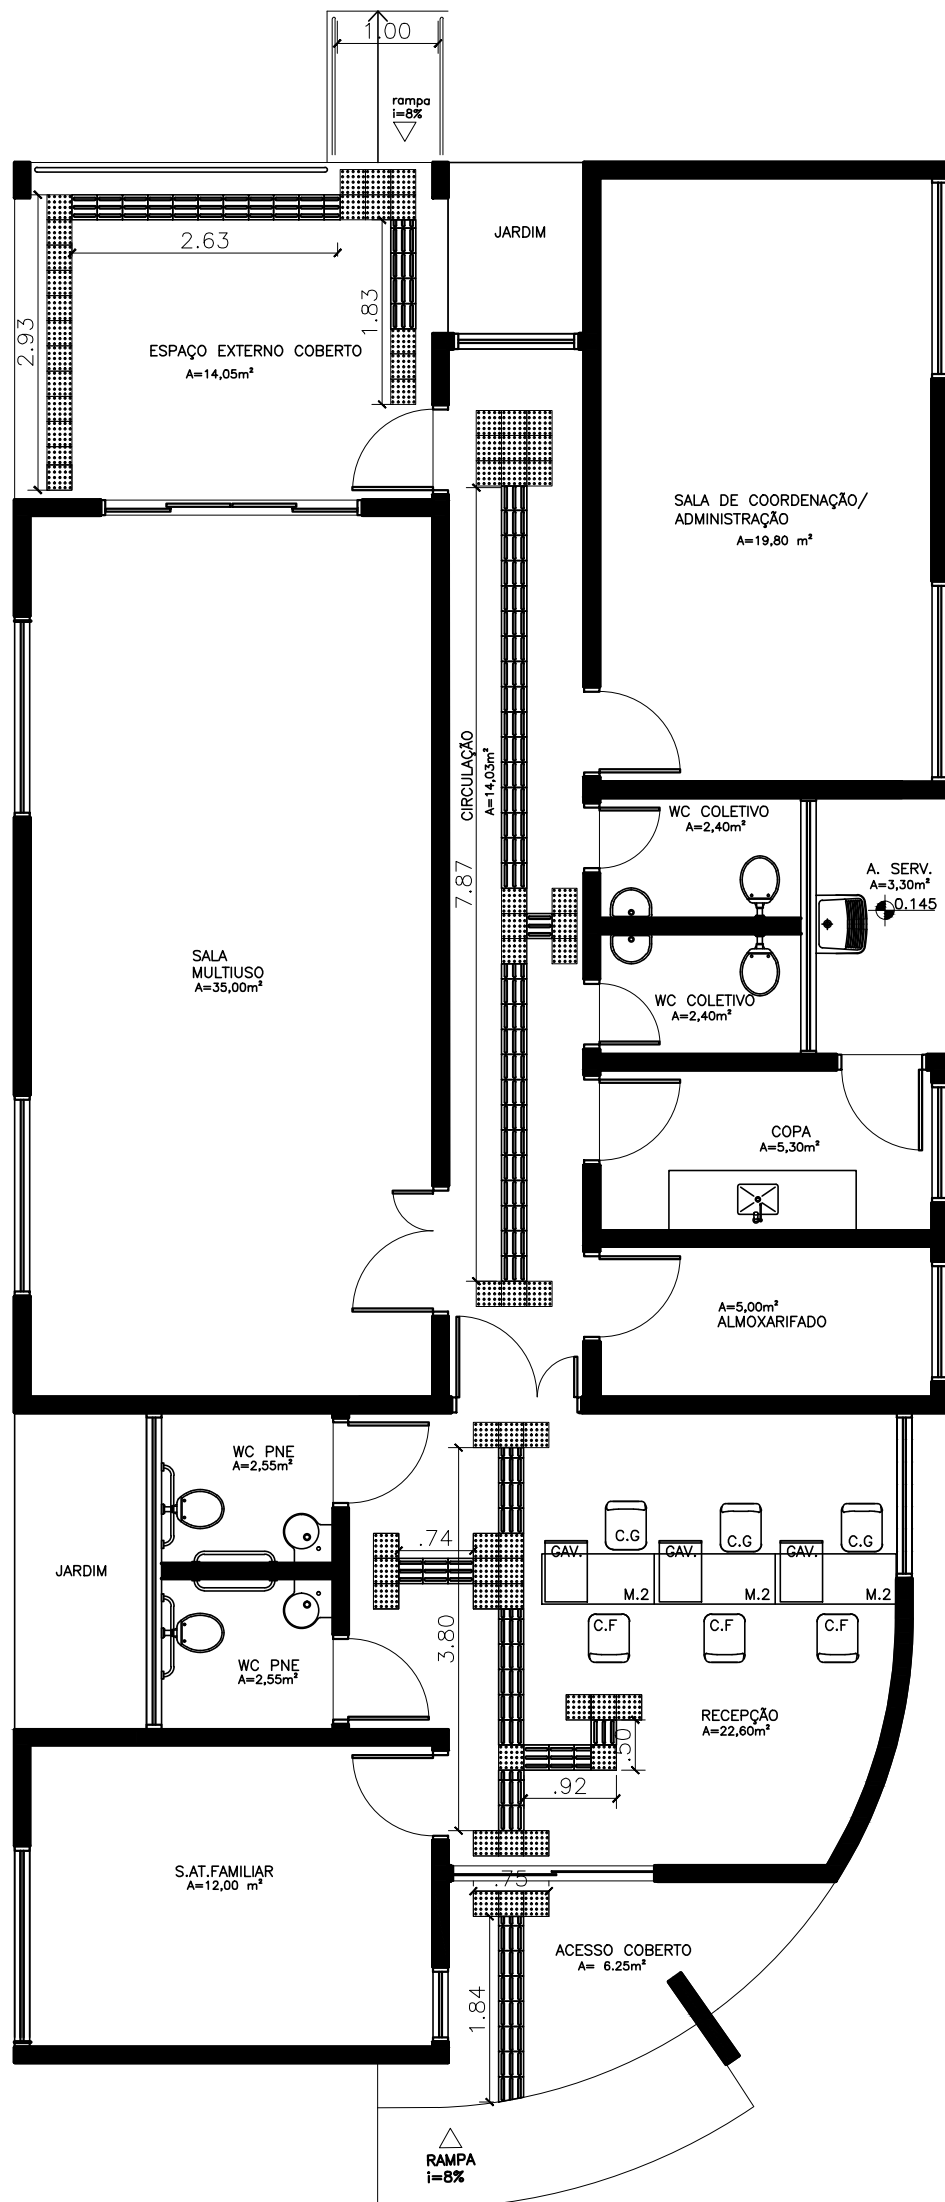 1.00
rampa
i=8%
JARDIM
2.63
2.93
1.83
ESPAÇO EXTERNO COBERTO
A=14,05m²
SALA DE COORDENAÇÃO/
ADMINISTRAÇÃO
A=19,80 m²
CIRCULAÇÃO
A=14,03m²
7.87
WC COLETIVO
A=2,40m²
A. SERV.
A=3,30m²
0.145
SALA
MULTIUSO
A=35,00m²
WC COLETIVO
A=2,40m²
COPA
A=5,30m²
A=5,00m²
ALMOXARIFADO
WC PNE
A=2,55m²
.74
C.G
C.G
C.G
GAV.
GAV.
GAV.
JARDIM
M.2
M.2
M.2
3.80
C.F
C.F
C.F
WC PNE
A=2,55m²
RECEPÇÃO
A=22,60m²
.50
.92
S.AT.FAMILIAR
A=12,00 m²
.75
ACESSO COBERTO
A= 6.25m²
1.84
RAMPA
i=8%